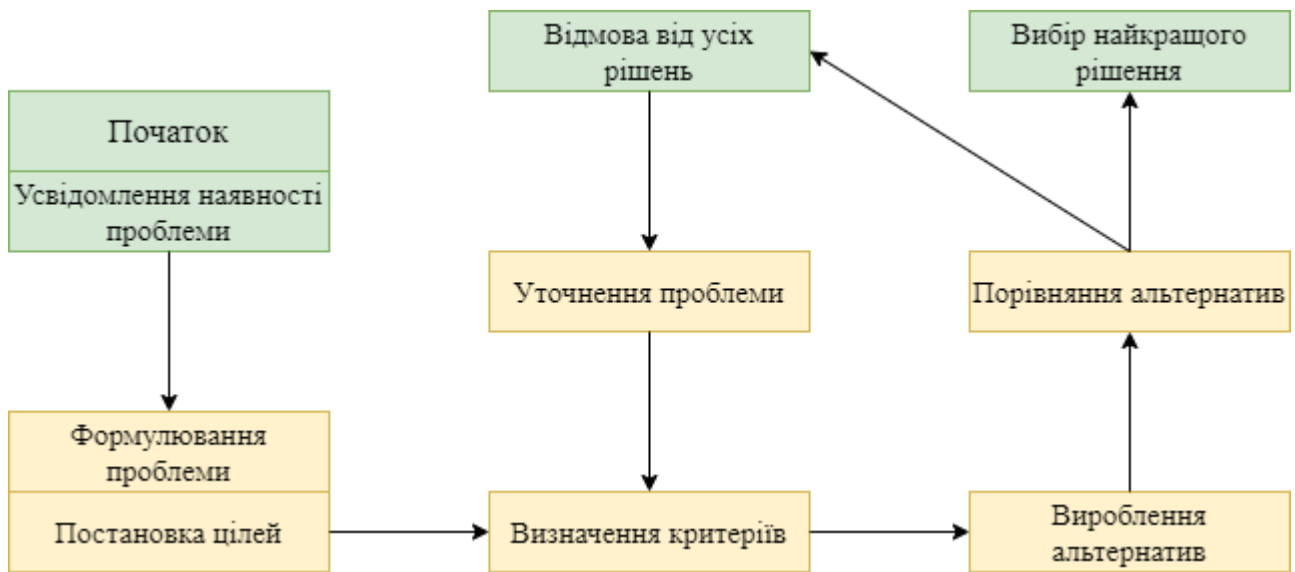 Відмова від усіх
рішень
Вибір найкращого
рішення
Початок
Усвідомлення наявності
проблеми
Уточнення проблеми
Порівняння альтернатив
Формулювання
проблеми
Постановка цілей
Визначення критеріїв
Вироблення
альтернатив